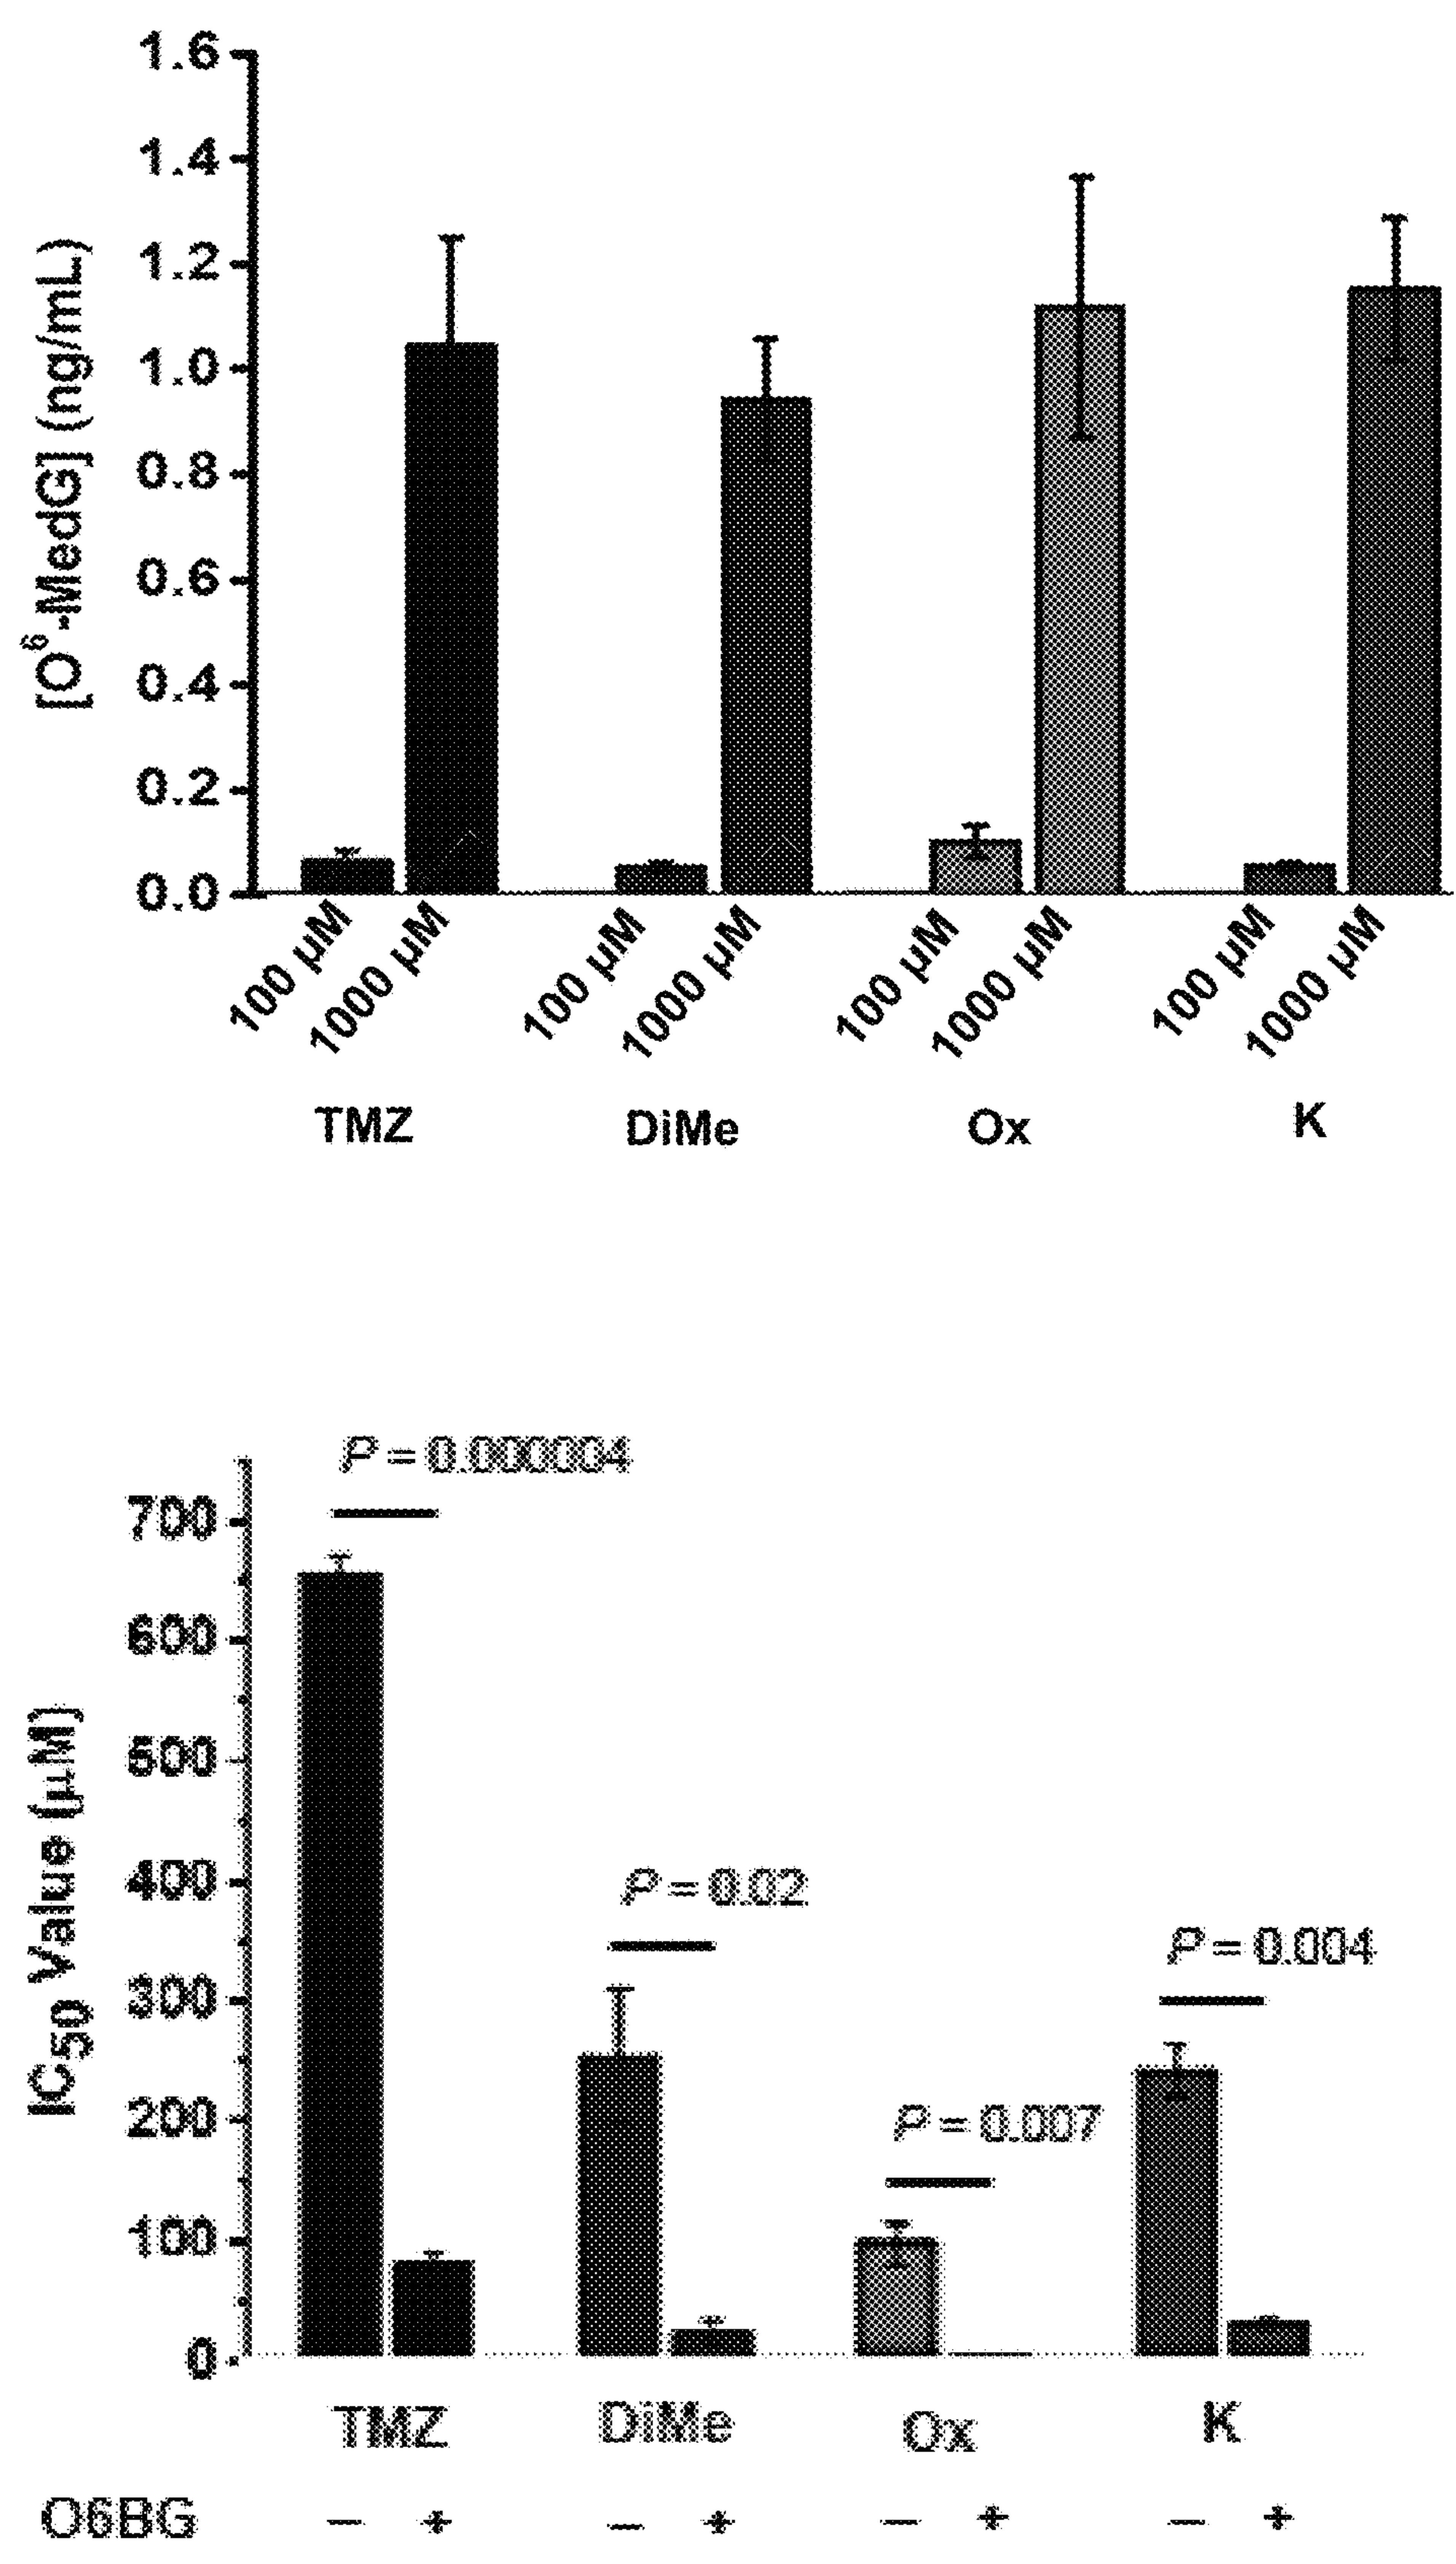 1.6
1.4
1.2
1.0
0.8
0.6
0.4
0.2
0.0
[O⁶-MedG] (ng/mL)
100 µM 1000 µM 100 µM 1000 µM 100 µM 1000 µM 100 µM 1000 µM
TMZ DiMe Ox K
P = 0.000004
700
600
500
400
300
200
100
0
IC50 Value (µM)
P = 0.02
P = 0.004
P = 0.007
TMZ DiMe Ox K
O6BG – + – + – + – +